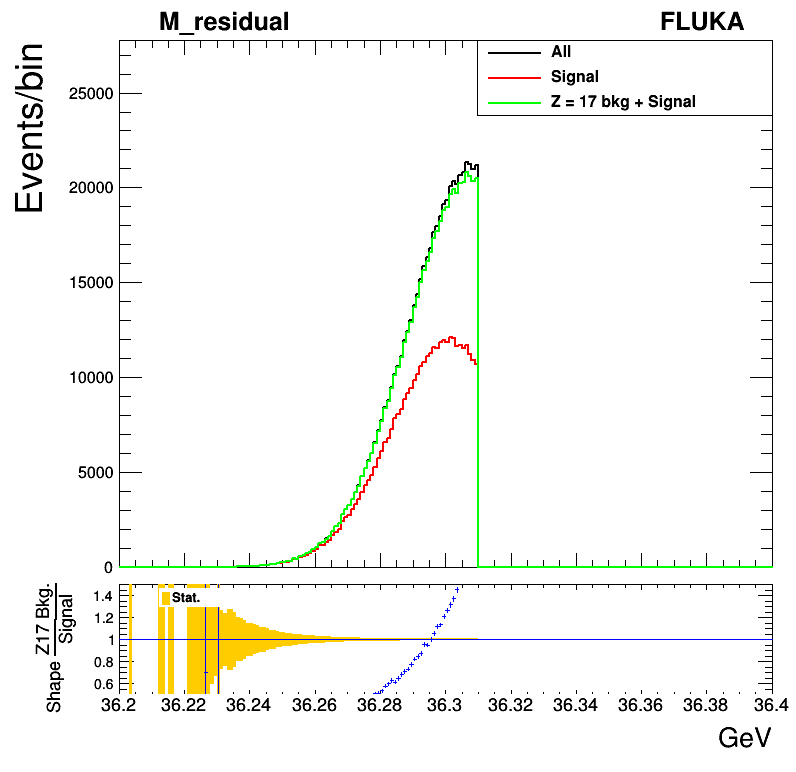 M_residual
FLUKA
Events/bin
All
Signal
Z = 17 bkg + Signal
25000
20000
15000
10000
5000
0
Shape Z17 Bkg.
Signal
Stat.
1.4
1.2
1
0.8
0.6
36.2 36.22 36.24 36.26 36.28 36.3 36.32 36.34 36.36 36.38 36.4
GeV